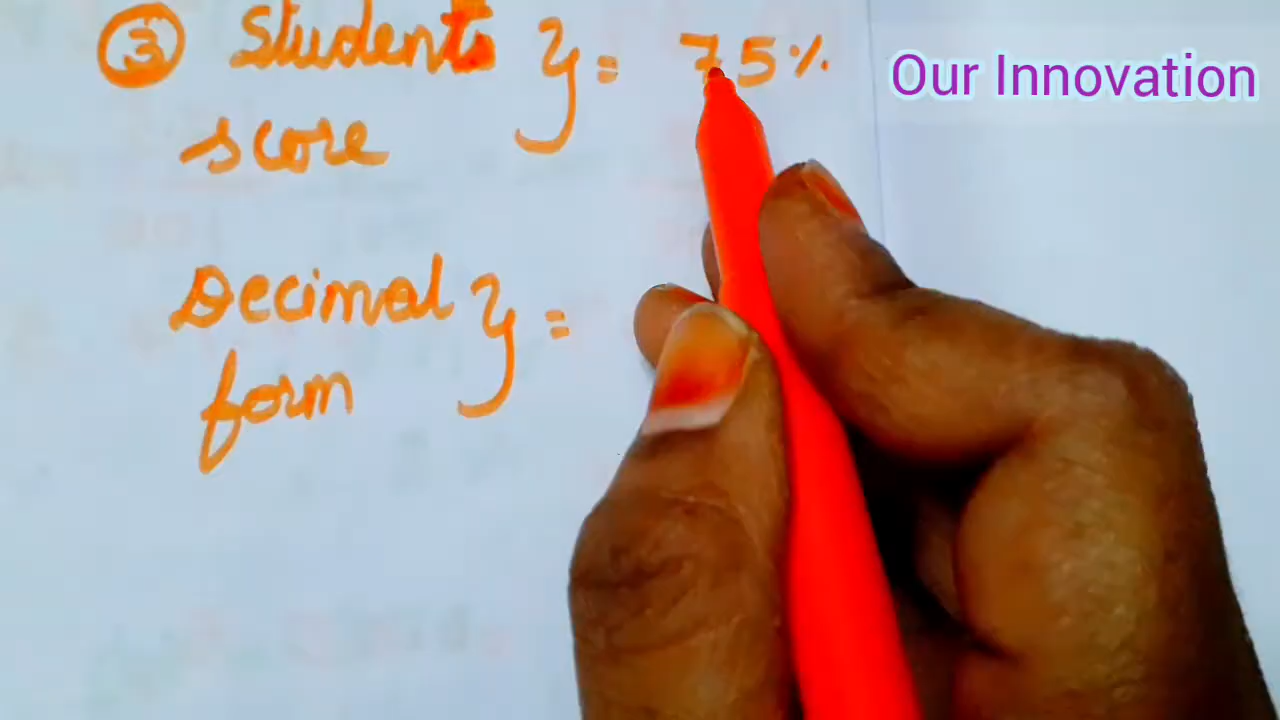 ③ Students } = 75%
score
Decimal } =
form
Our Innovation